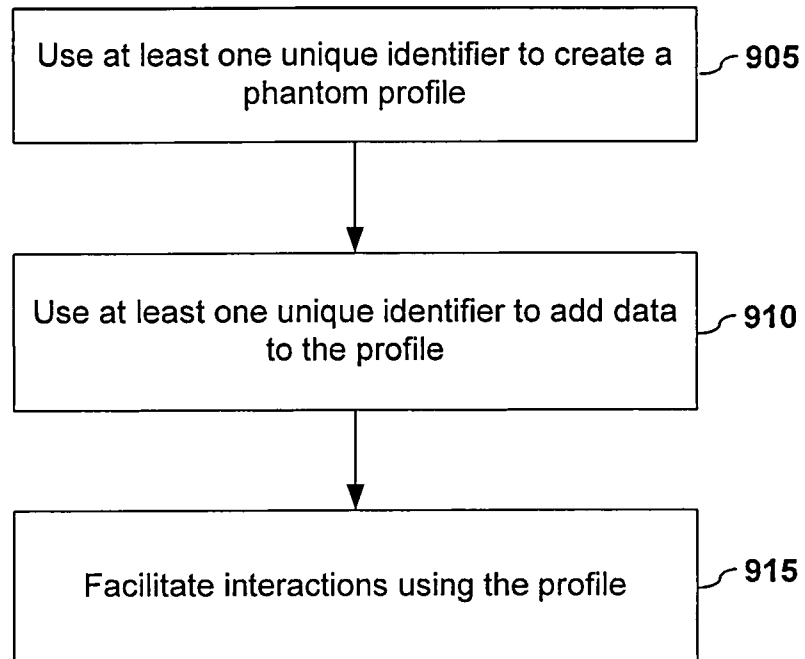 Use at least one unique identifier to create a
phantom profile
905
Use at least one unique identifier to add data
to the profile
910
Facilitate interactions using the profile
915